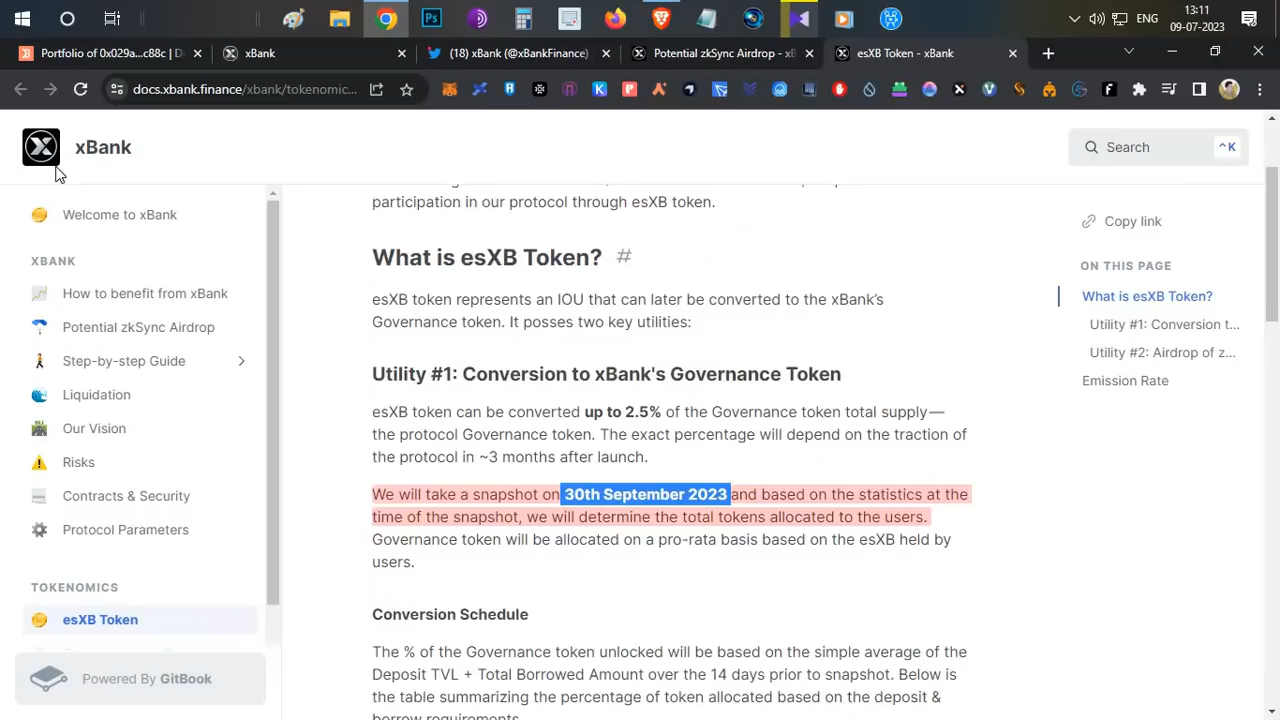 13:11
ENG
09-07-2023
Portfolio of 0x029a...c88c | D
xBank
(18) xBank (@xBankFinance)
Potential zkSync Airdrop - xB
esXB Token - xBank
docs.xbank.finance/xbank/tokenomic...
xBank
Search
^K
Welcome to xBank
XBANK
How to benefit from xBank
Potential zkSync Airdrop
Step-by-step Guide
Liquidation
Our Vision
Risks
Contracts & Security
Protocol Parameters
TOKENOMICS
esXB Token
Powered By GitBook
participation in our protocol through esXB token.
What is esXB Token? #
esXB token represents an IOU that can later be converted to the xBank's
Governance token. It posses two key utilities:
Utility #1: Conversion to xBank's Governance Token
esXB token can be converted up to 2.5% of the Governance token total supply—
the protocol Governance token. The exact percentage will depend on the traction of
the protocol in ~3 months after launch.
We will take a snapshot on 30th September 2023 and based on the statistics at the
time of the snapshot, we will determine the total tokens allocated to the users.
Governance token will be allocated on a pro-rata basis based on the esXB held by
users.
Conversion Schedule
The % of the Governance token unlocked will be based on the simple average of the
Deposit TVL + Total Borrowed Amount over the 14 days prior to snapshot. Below is
the table summarizing the percentage of token allocated based on the deposit &
borrow requirements.
Copy link
ON THIS PAGE
What is esXB Token?
Utility #1: Conversion t...
Utility #2: Airdrop of z...
Emission Rate